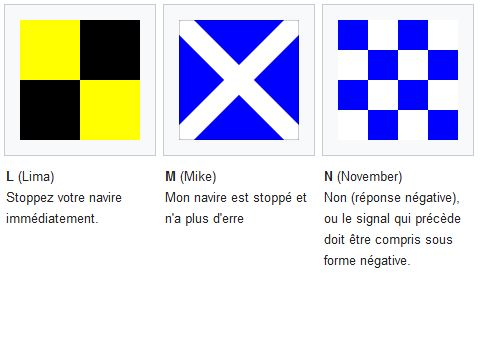 L (Lima)
Stoppez votre navire
immédiatement.
M (Mike)
Mon navire est stoppé et
n'a plus d'erre
N (November)
Non (réponse négative),
ou le signal qui précède
doit être compris sous
forme négative.